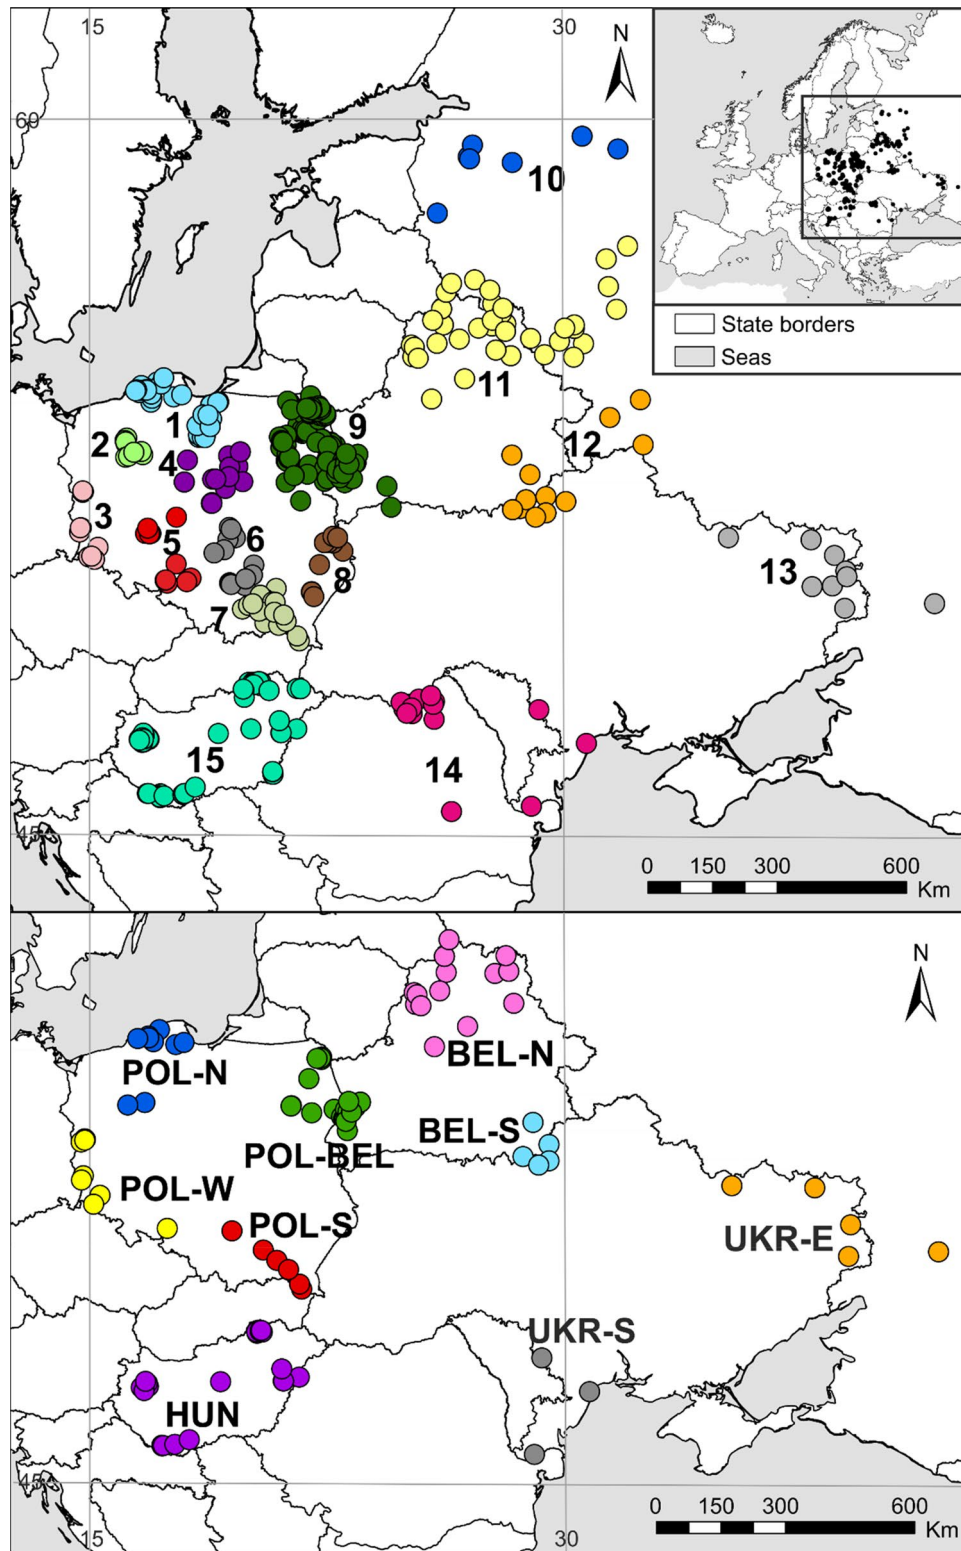 15
30
N
60
10
11
State borders
Seas
1
2
9
4
12
3
5
6
8
13
7
15
14
45
0 150 300 600
Km
N
BEL-N
POL-N
BEL-S
POL-BEL
POL-W
POL-S
UKR-E
UKR-S
HUN
45
0 150 300 600
Km
15
30